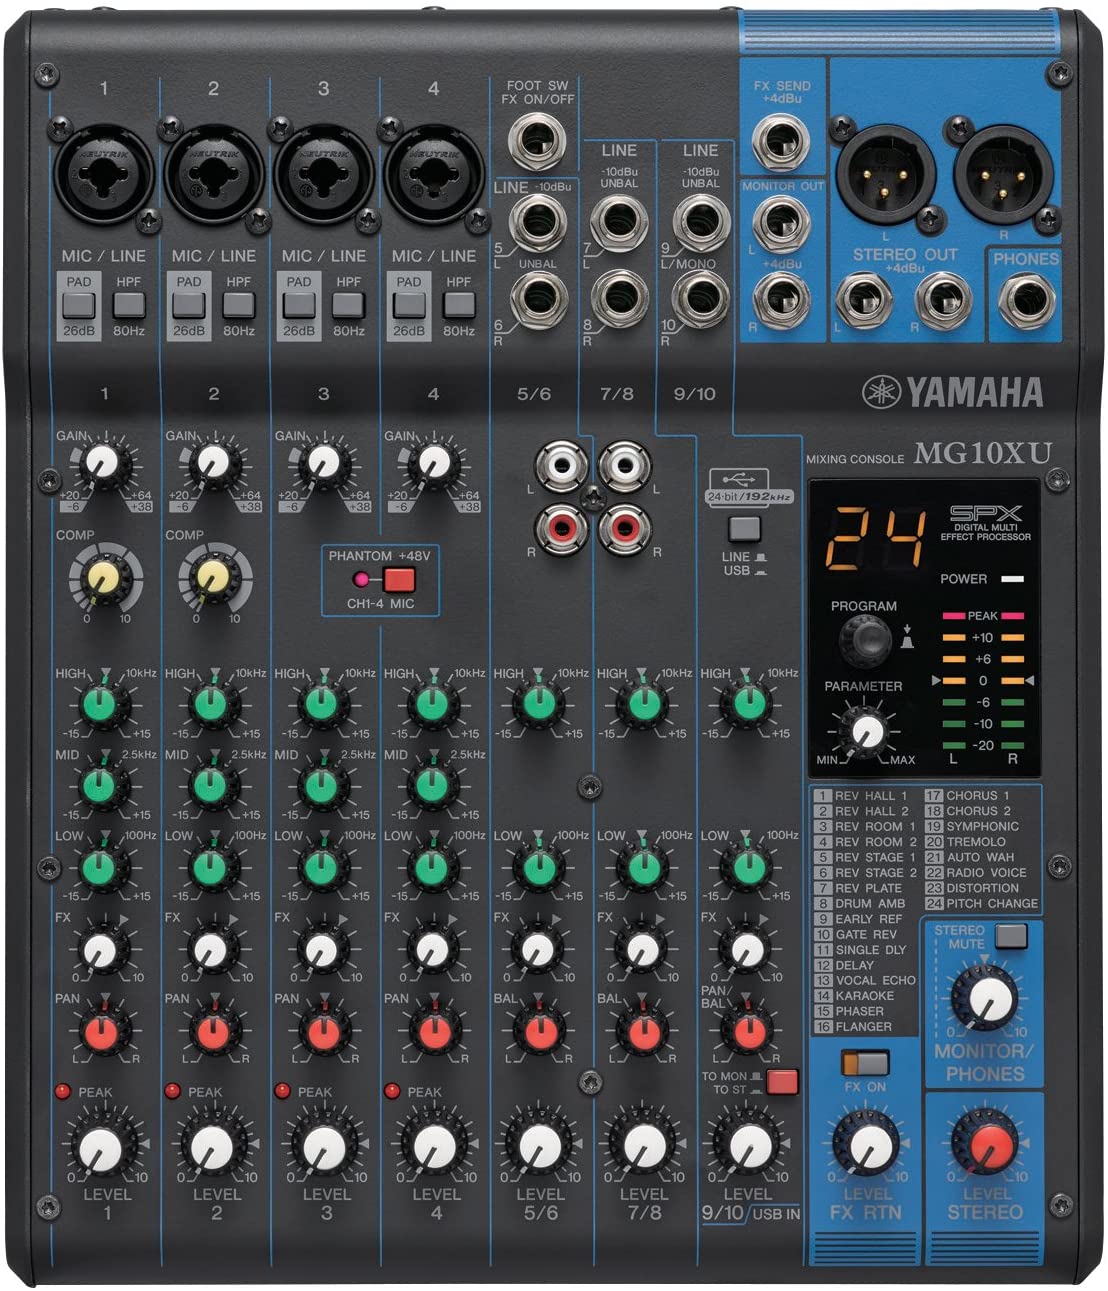 1 2 3 4
FOOT SW
FX ON/OFF
FX SEND
+4dBu
NEUTRIK NEUTRIK NEUTRIK NEUTRIK
LINE LINE
-10dBu -10dBu
UNBAL UNBAL
LINE -10dBu
MONITOR OUT
5 7 9
L L/MONO L
UNBAL
+4dBu
L R
STEREO OUT
+4dBu
PHONES
MIC / LINE MIC / LINE MIC / LINE MIC / LINE
PAD HPF PAD HPF PAD HPF PAD HPF
26dB 80Hz 26dB 80Hz 26dB 80Hz 26dB 80Hz
6 8 10
R R R R
L R
1 2 3 4 5/6 7/8 9/10
YAMAHA
MIXING CONSOLE MG10XU
GAIN GAIN GAIN GAIN
+20 +64 +20 +64 +20 +64 +20 +64
-6 +38 -6 +38 -6 +38 -6 +38
L L
R R
24-bit/192kHz
LINE
USB
COMP COMP
0 10 0 10
PHANTOM +48V
CH1-4 MIC
24
SPX
DIGITAL MULTI
EFFECT PROCESSOR
POWER
PROGRAM
PEAK
+10
+6
0
-6
-10
-20
L R
PARAMETER
MIN MAX
HIGH 10kHz HIGH 10kHz HIGH 10kHz HIGH 10kHz HIGH 10kHz HIGH 10kHz HIGH 10kHz
-15 +15 -15 +15 -15 +15 -15 +15 -15 +15 -15 +15 -15 +15
MID 2.5kHz MID 2.5kHz MID 2.5kHz MID 2.5kHz
-15 +15 -15 +15 -15 +15 -15 +15
LOW 100Hz LOW 100Hz LOW 100Hz LOW 100Hz LOW 100Hz LOW 100Hz LOW 100Hz
-15 +15 -15 +15 -15 +15 -15 +15 -15 +15 -15 +15 -15 +15
FX FX FX FX FX FX FX
0 10 0 10 0 10 0 10 0 10 0 10 0 10
PAN PAN PAN PAN BAL BAL PAN/
BAL
L R L R L R L R L R L R L R
1 REV HALL 1
2 REV HALL 2
3 REV ROOM 1
4 REV ROOM 2
5 REV STAGE 1
6 REV STAGE 2
7 REV PLATE
8 DRUM AMB
9 EARLY REF
10 GATE REV
11 SINGLE DLY
12 DELAY
13 VOCAL ECHO
14 KARAOKE
15 PHASER
16 FLANGER
17 CHORUS 1
18 CHORUS 2
19 SYMPHONIC
20 TREMOLO
21 AUTO WAH
22 RADIO VOICE
23 DISTORTION
24 PITCH CHANGE
STEREO
MUTE
0 10
MONITOR/
PHONES
TO MON
TO ST
FX ON
PEAK PEAK PEAK PEAK
0 10 0 10 0 10 0 10 0 10 0 10 0 10 0 10 0 10
LEVEL LEVEL LEVEL LEVEL LEVEL LEVEL LEVEL LEVEL LEVEL
1 2 3 4 5/6 7/8 9/10 USB IN FX RTN STEREO